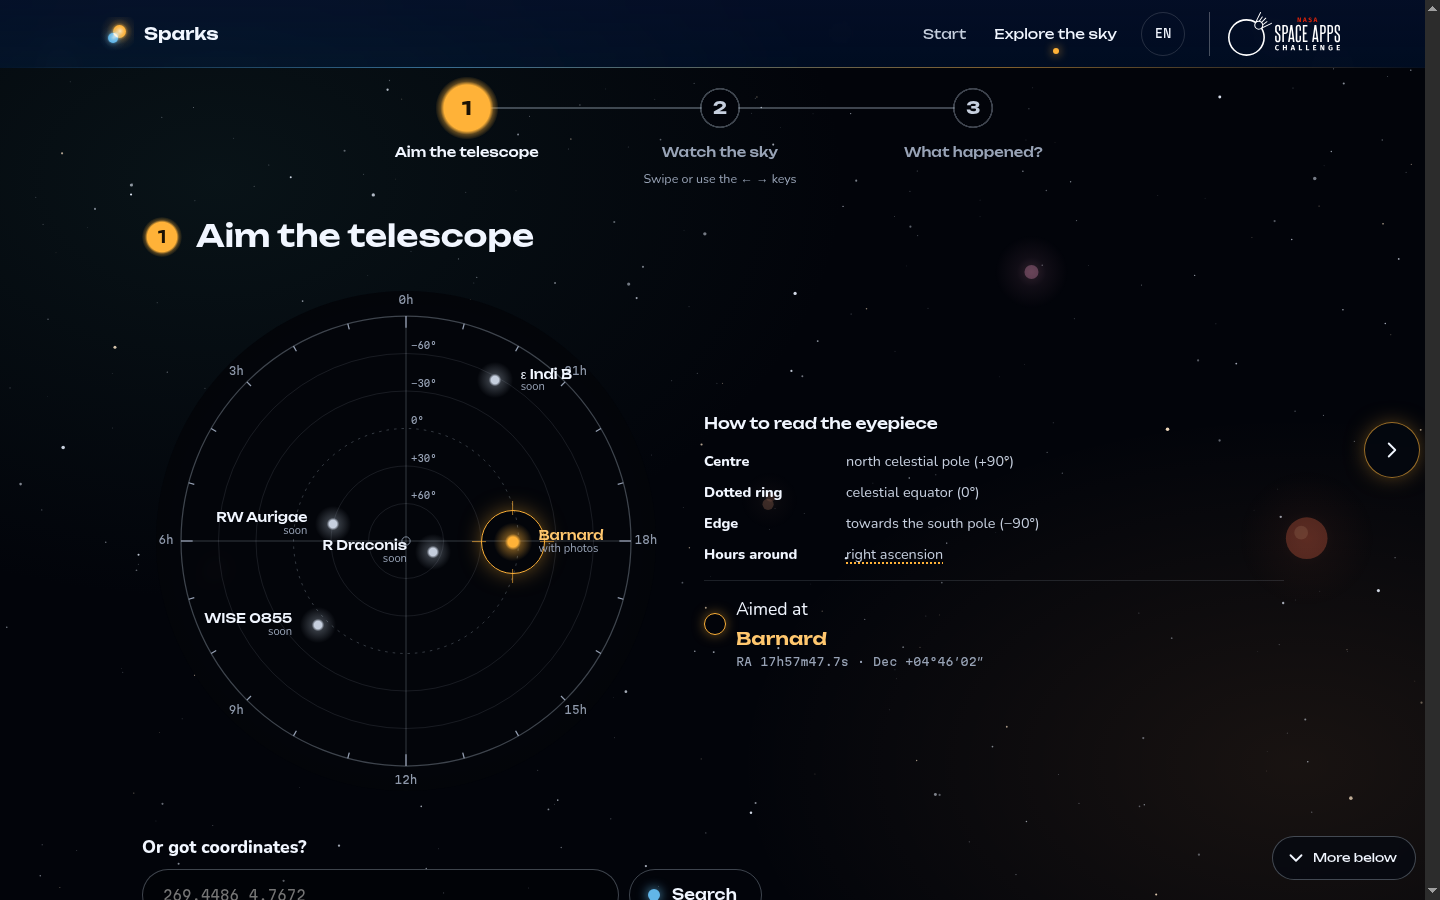 Sparks
Start
Explore the sky
EN
NASA
SPACE APPS
CHALLENGE
1
2
3
Aim the telescope
Watch the sky
What happened?
Swipe or use the ← → keys
1
Aim the telescope
0h
−60°
3h
ε Indi B
21h
soon
−30°
0°
+30°
+60°
RW Aurigae
soon
6h
R Draconis
soon
Barnard
with photos
18h
WISE 0855
soon
9h
15h
12h
How to read the eyepiece
Centre north celestial pole (+90°)
Dotted ring celestial equator (0°)
Edge towards the south pole (−90°)
Hours around right ascension
Aimed at
Barnard
RA 17h57m47.7s · Dec +04°46′02″
Or got coordinates?
269.4486 4.7672
Search
More below